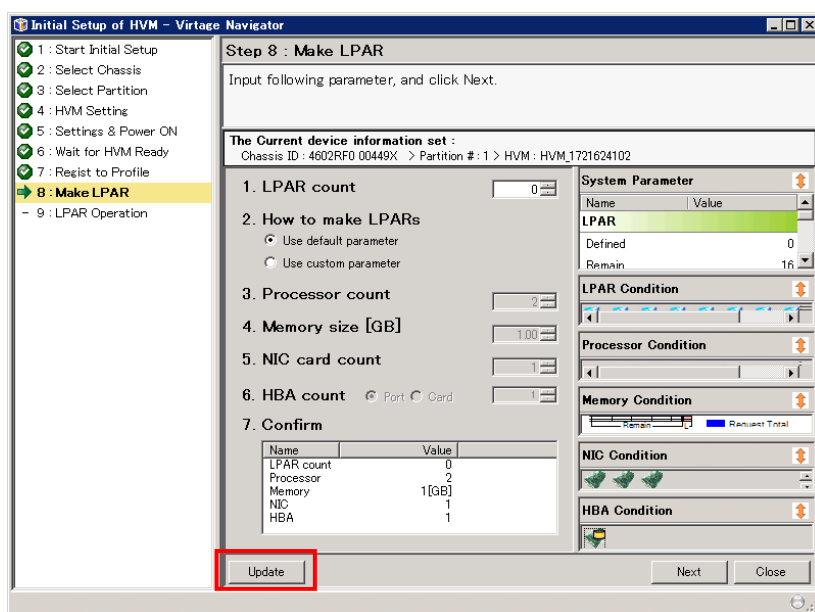 Initial Setup of HVM - Virtage Navigator
1 : Start Initial Setup
2 : Select Chassis
3 : Select Partition
4 : HVM Setting
5 : Settings & Power ON
6 : Wait for HVM Ready
7 : Regist to Profile
8 : Make LPAR
- 9 : LPAR Operation
Step 8 : Make LPAR
Input following parameter, and click Next.
The Current device information set :
Chassis ID : 4602RF0 00449X > Partition # : 1 > HVM : HVM_1721624102
1. LPAR count 0
2. How to make LPARs
Use default parameter
Use custom parameter
3. Processor count 2
4. Memory size [GB] 1.00
5. NIC card count 1
6. HBA count Port Card 1
7. Confirm
Name Value
LPAR count 0
Processor 2
Memory 1[GB]
NIC 1
HBA 1
System Parameter
Name Value
LPAR
Defined 0
Remain 16
LPAR Condition
Processor Condition
Memory Condition
Remain Request Total
NIC Condition
HBA Condition
Update Next Close